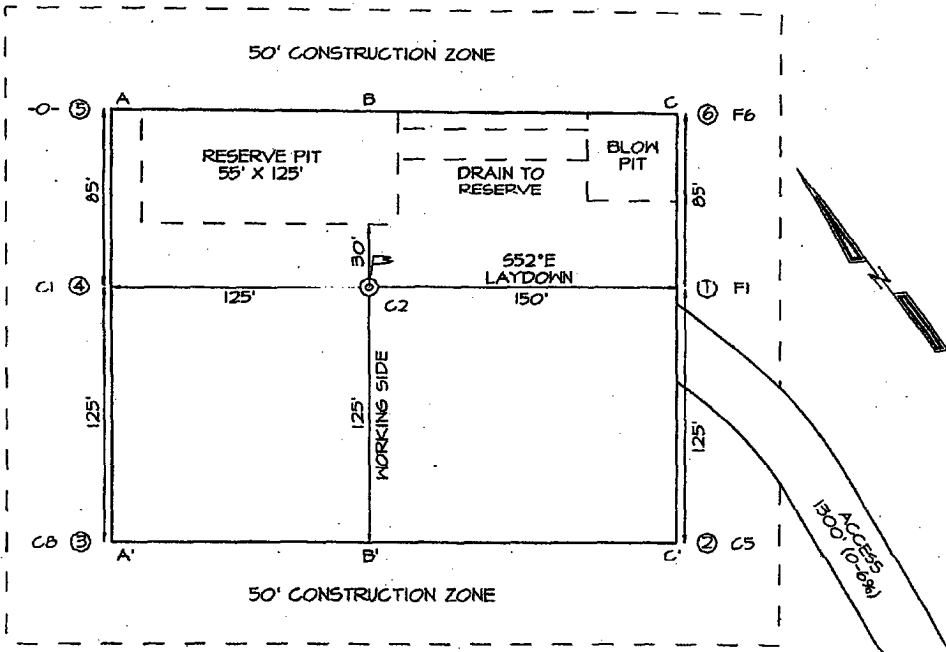 50' CONSTRUCTION ZONE
A B C
-0- ⑤ ⑥ F6
RESERVE PIT
55' X 125'
DRAIN TO
RESERVE
BLOW
PIT
85' 85'
30'
S52°E
LAYDOWN
C1 ④ ① F1
125' 150'
C2
N
125' 125' 125'
WORKING SIDE
C8 ③ ② C5
A' B' C'
ACCESS
1300' (0-6%)
50' CONSTRUCTION ZONE